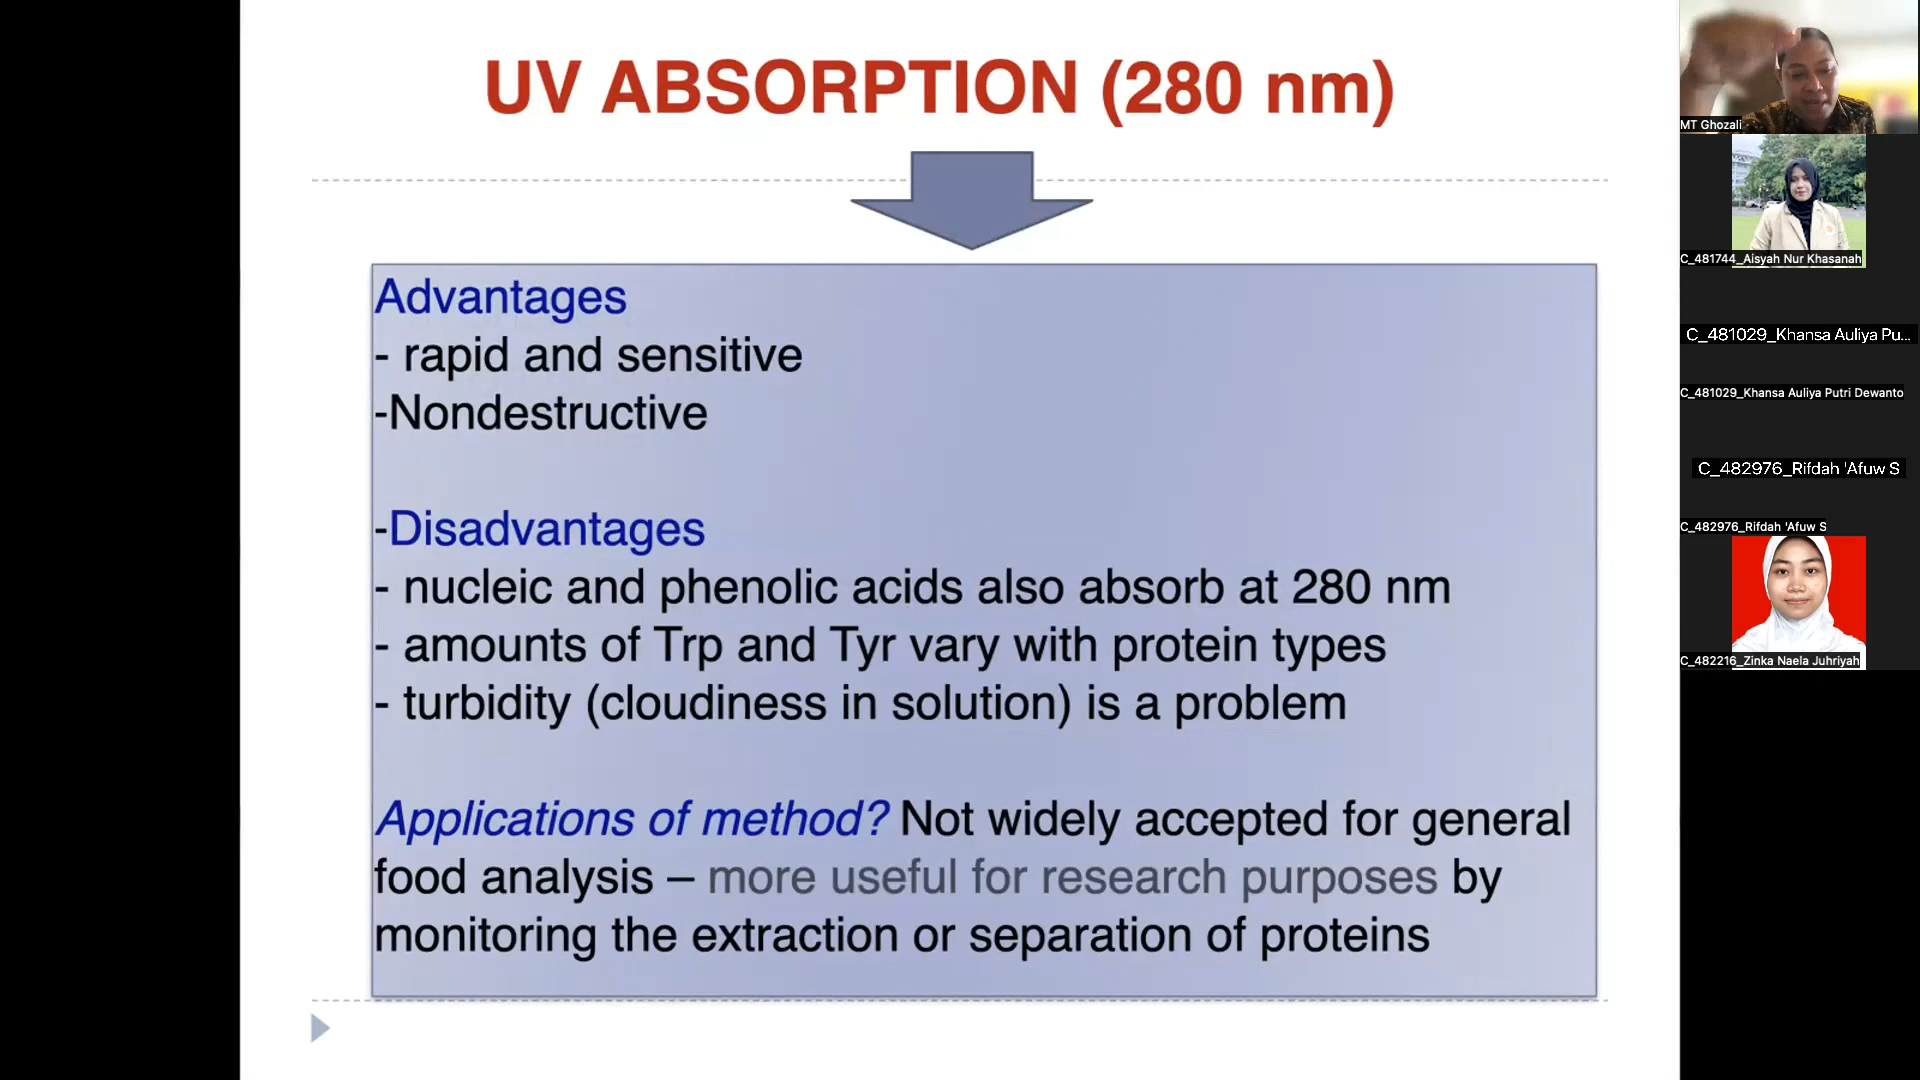 UV ABSORPTION (280 nm)
Advantages
- rapid and sensitive
-Nondestructive
-Disadvantages
- nucleic and phenolic acids also absorb at 280 nm
- amounts of Trp and Tyr vary with protein types
- turbidity (cloudiness in solution) is a problem
Applications of method? Not widely accepted for general
food analysis – more useful for research purposes by
monitoring the extraction or separation of proteins
MT Ghozali
C_481744_Aisyah Nur Khasanah
C_481029_Khansa Auliya Pu...
C_481029_Khansa Auliya Putri Dewanto
C_482976_Rifdah 'Afuw S
C_482976_Rifdah 'Afuw S
C_482216_Zinka Naela Juhriyah